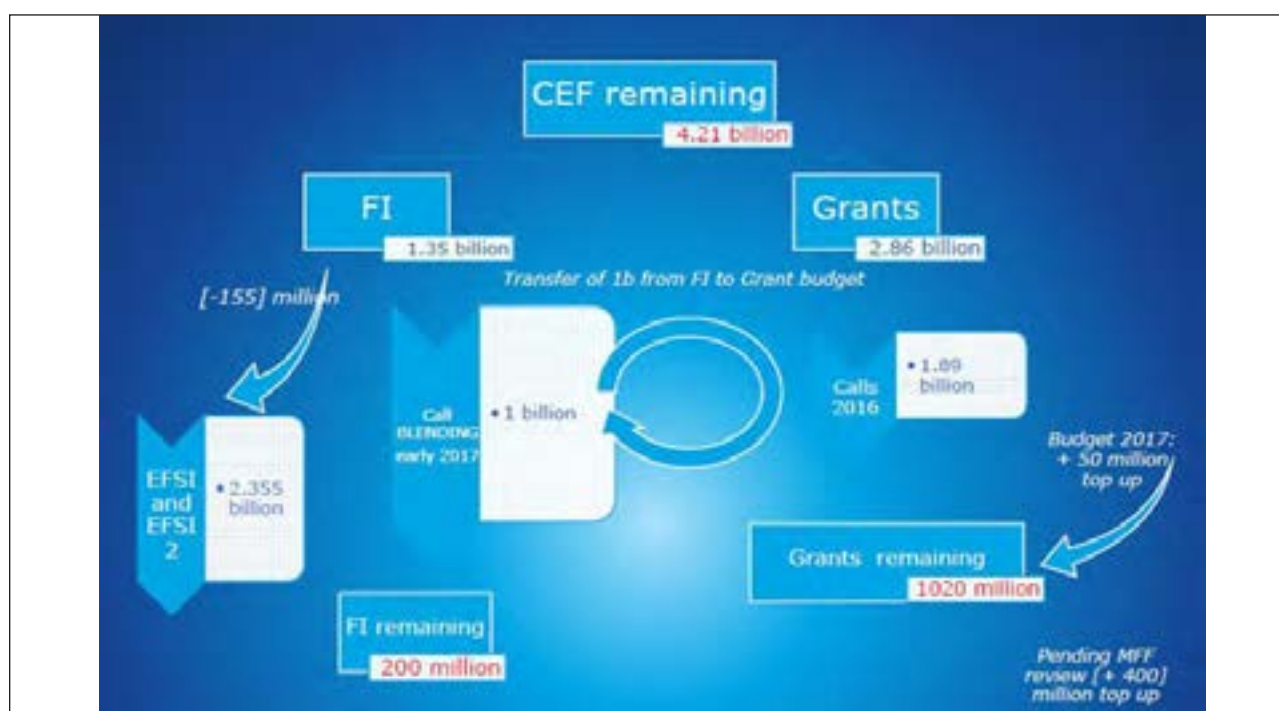 CEF remaining
4.21 billion
FI
1.35 billion
Grants
2.86 billion
Transfer of 1b from FI to Grant budget
[-155] million
Call
BLENDING
early 2017
• 1 billion
Calls
2016
• 1.89
billion
EFSI
and
EFSI
2
• 2.355
billion
Budget 2017:
+ 50 million
top up
Grants remaining
1020 million
FI remaining
200 million
Pending MFF
review [+ 400]
million top up